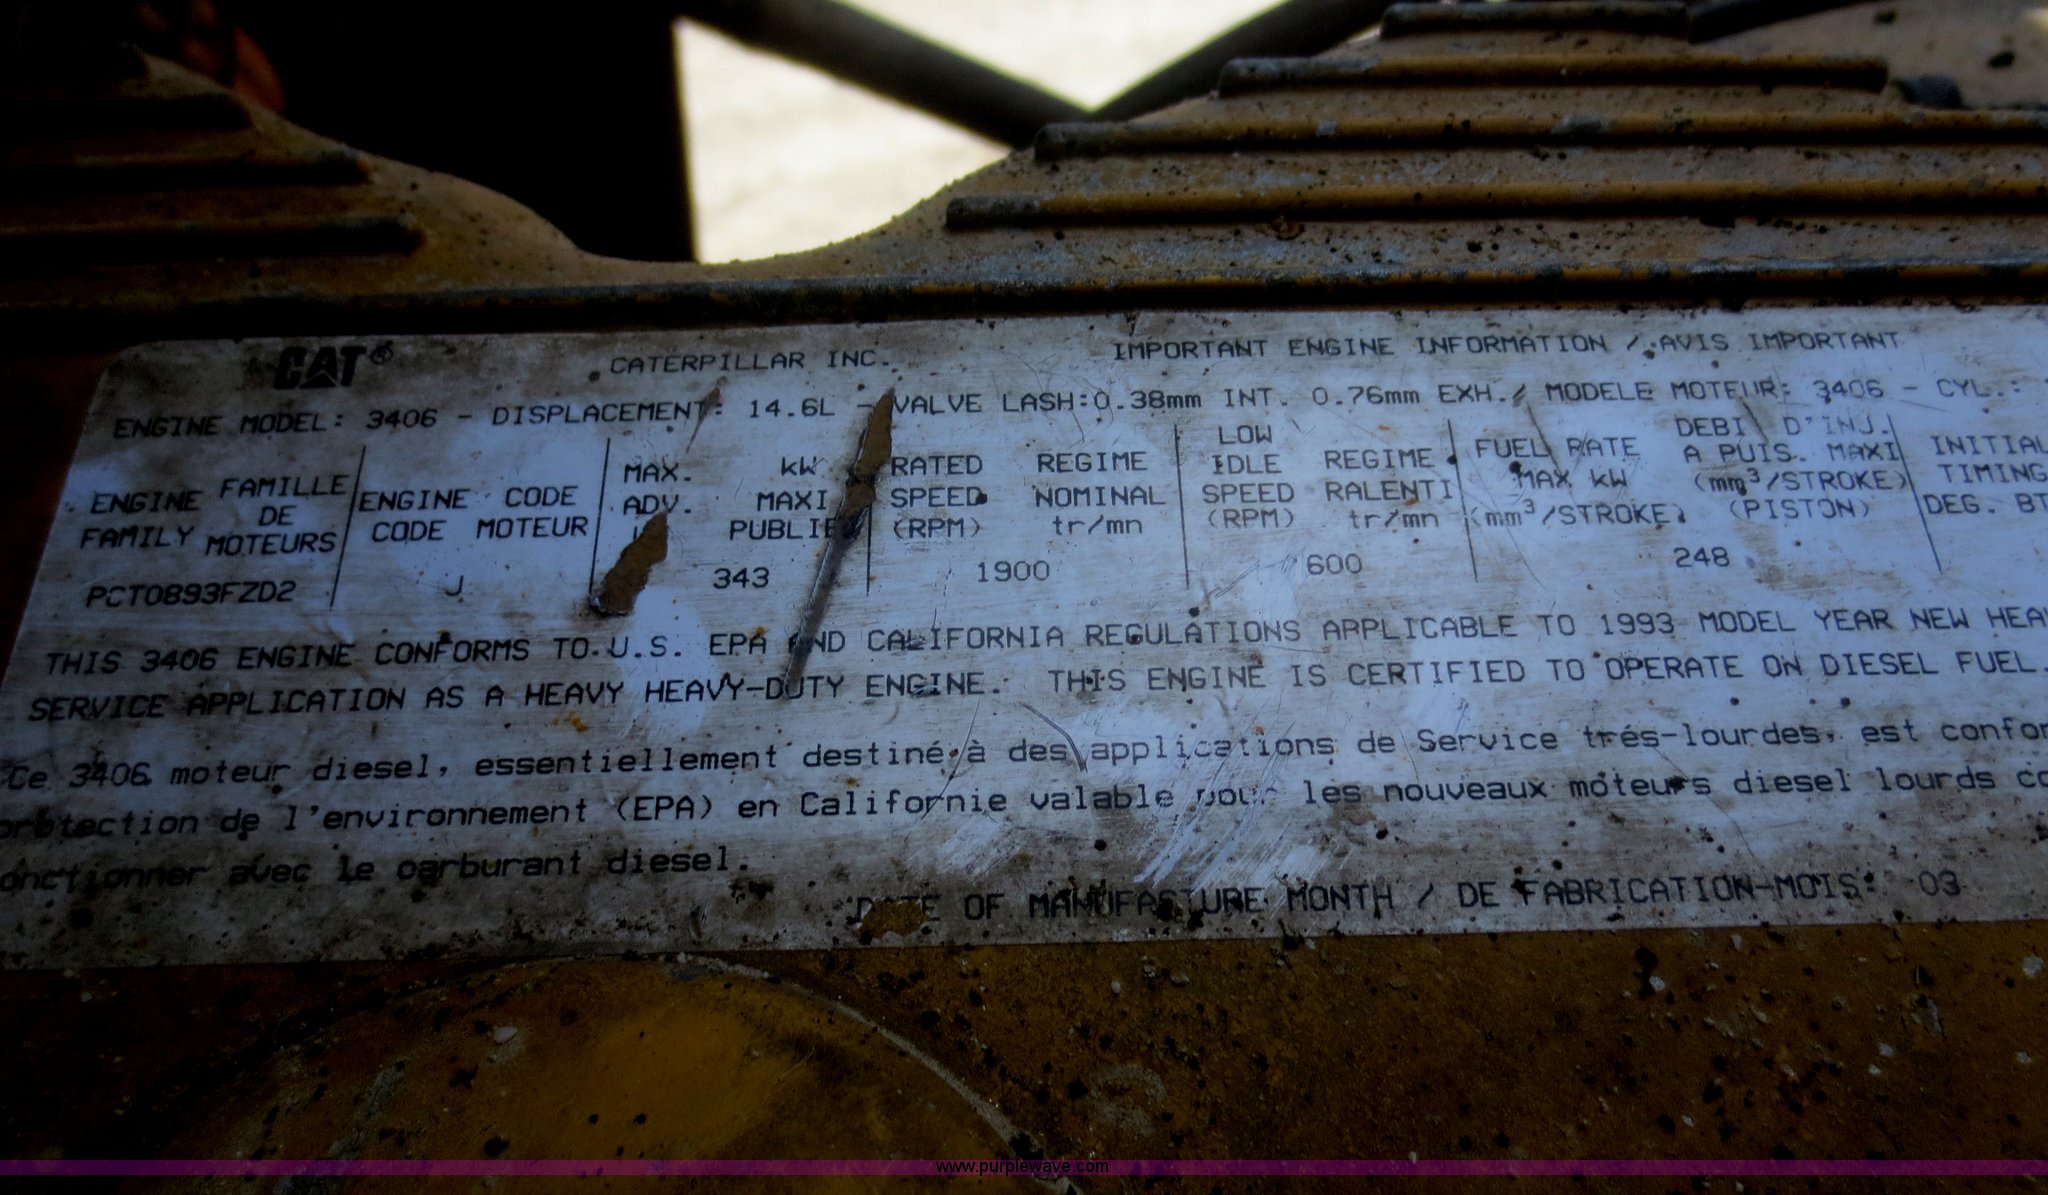 CAT® CATERPILLAR INC. IMPORTANT ENGINE INFORMATION / AVIS IMPORTANT
ENGINE MODEL: 3406 - DISPLACEMENT: 14.6L - VALVE LASH:0.38mm INT. 0.76mm EXH./ MODELE MOTEUR: 3406 - CYL.:
ENGINE FAMILY
FAMILLE DE MOTEURS
PCT0893FZD2
ENGINE CODE
CODE MOTEUR
J
MAX. kW
ADV. MAXI
PUBLIE
343
RATED REGIME
SPEED NOMINAL
(RPM) tr/mn
1900
LOW
IDLE REGIME
SPEED RALENTI
(RPM) tr/mn
600
FUEL RATE
MAX kW
(mm³/STROKE)
DEBI D'INJ.
A PUIS. MAXI
(mm³/STROKE)
(PISTON)
248
INITIAL
TIMING
DEG.
THIS 3406 ENGINE CONFORMS TO U.S. EPA AND CALIFORNIA REGULATIONS APPLICABLE TO 1993 MODEL YEAR NEW
SERVICE APPLICATION AS A HEAVY HEAVY-DUTY ENGINE. THIS ENGINE IS CERTIFIED TO OPERATE ON DIESEL FUEL.
Ce 3406 moteur diesel, essentiellement destiné à des applications de Service trés-lourdes, est
protection de l'environnement (EPA) en Californie valable pour les nouveaux moteurs diesel lourds
onctionner avec le carburant diesel.
DATE OF MANUFACTURE MONTH / DE FABRICATION-MOIS: 03
www.purplewave.com